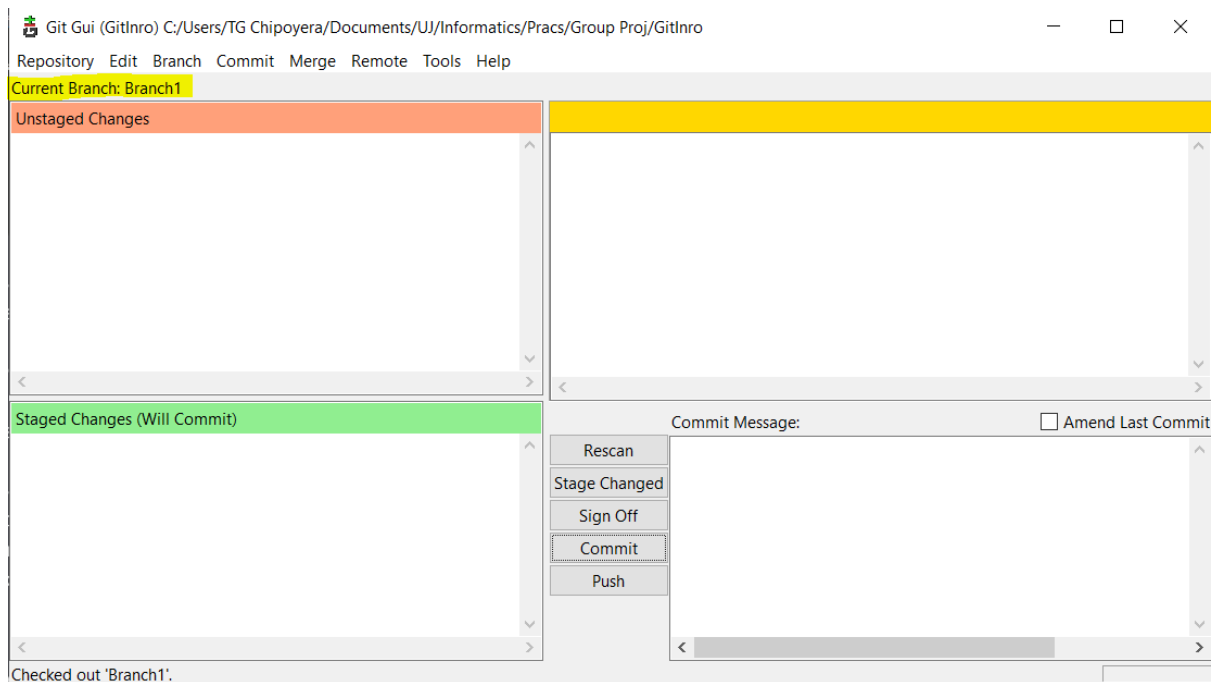 Git Gui (GitInro) C:/Users/TG Chipoyera/Documents/UJ/Informatics/Pracs/Group Proj/GitInro
Repository Edit Branch Commit Merge Remote Tools Help
Current Branch: Branch1
Unstaged Changes
Staged Changes (Will Commit)
Commit Message:
Amend Last Commit
Rescan
Stage Changed
Sign Off
Commit
Push
Checked out 'Branch1'.